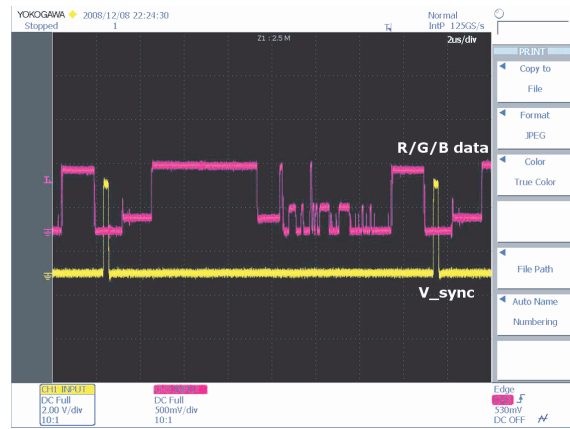 YOKOGAWA 2008/12/08 22:24:30
Normal
Stopped 1
IntP 125GS/s
Z1 : 2.5 M
2us/div
PRINT
Copy to
File
Format
JPEG
Color
True Color
File Path
Auto Name
Numbering
R/G/B data
V_sync
CH1 INPUT
DC Full
2.00 V/div
10:1
DC Full
500mV/div
10:1
Edge
530mV
DC OFF